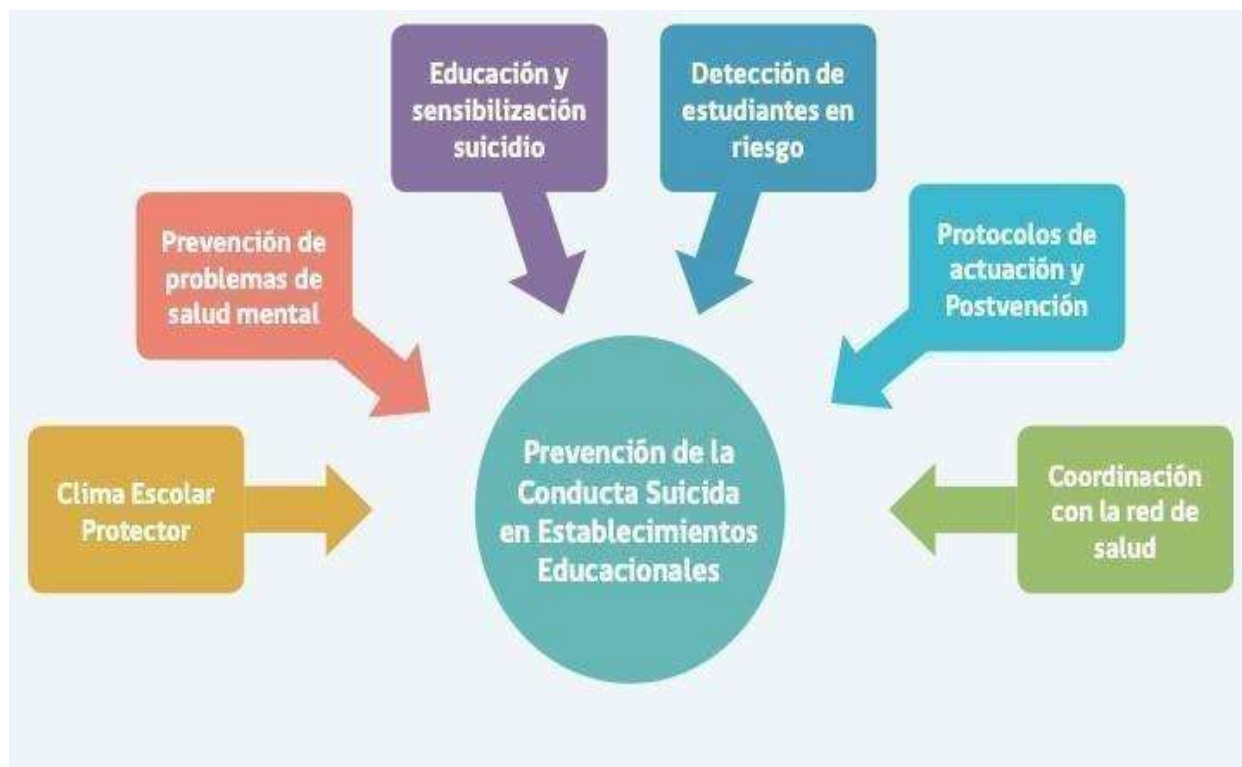 Educación y
sensibilización
suicidio
Detección de
estudiantes en
riesgo
Prevención de
problemas de
salud mental
Protocolos de
actuación y
Postvención
Clima Escolar
Protector
Prevención de la
Conducta Suicida
en Establecimientos
Educacionales
Coordinación
con la red de
salud